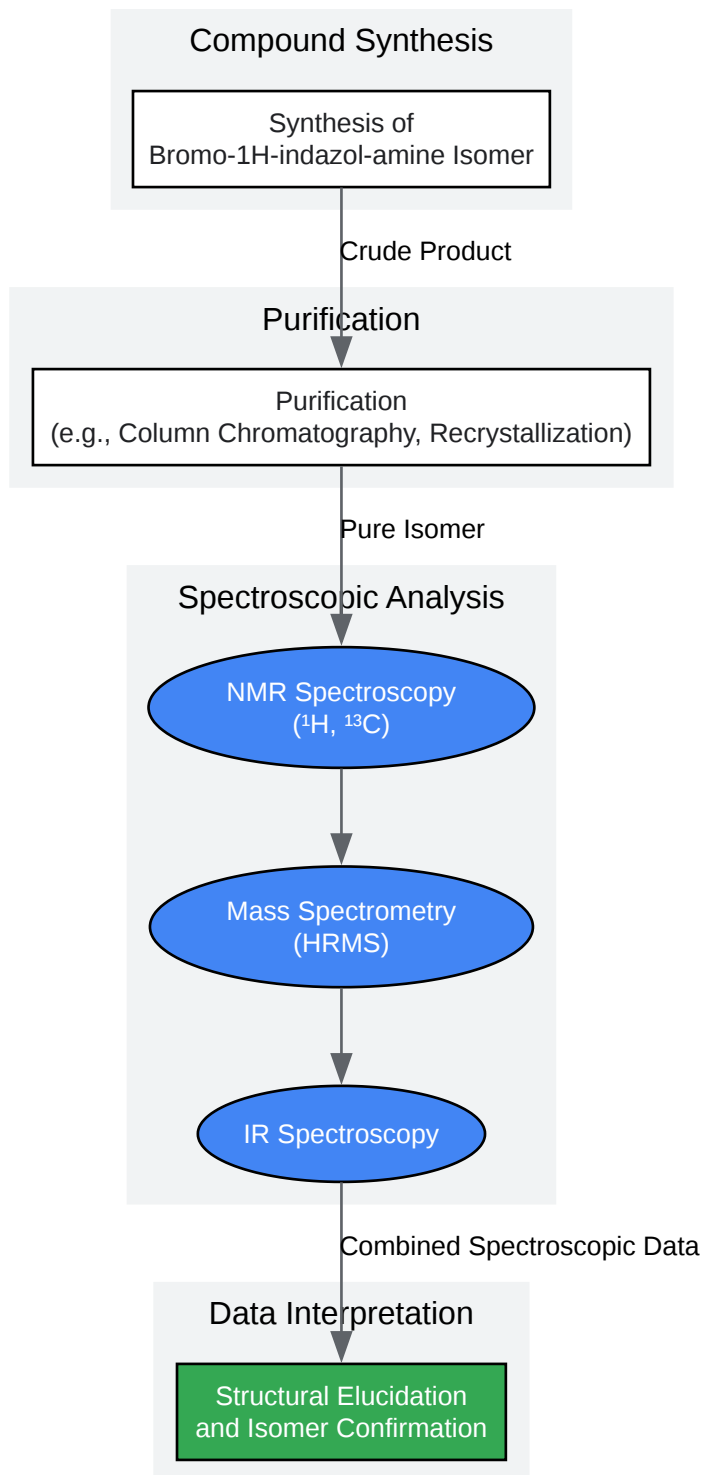 Compound Synthesis
Synthesis of
Bromo-1H-indazol-amine Isomer
Crude Product
Purification
Purification
(e.g., Column Chromatography, Recrystallization)
Pure Isomer
Spectroscopic Analysis
NMR Spectroscopy
(¹H, ¹³C)
Mass Spectrometry
(HRMS)
IR Spectroscopy
Combined Spectroscopic Data
Data Interpretation
Structural Elucidation
and Isomer Confirmation